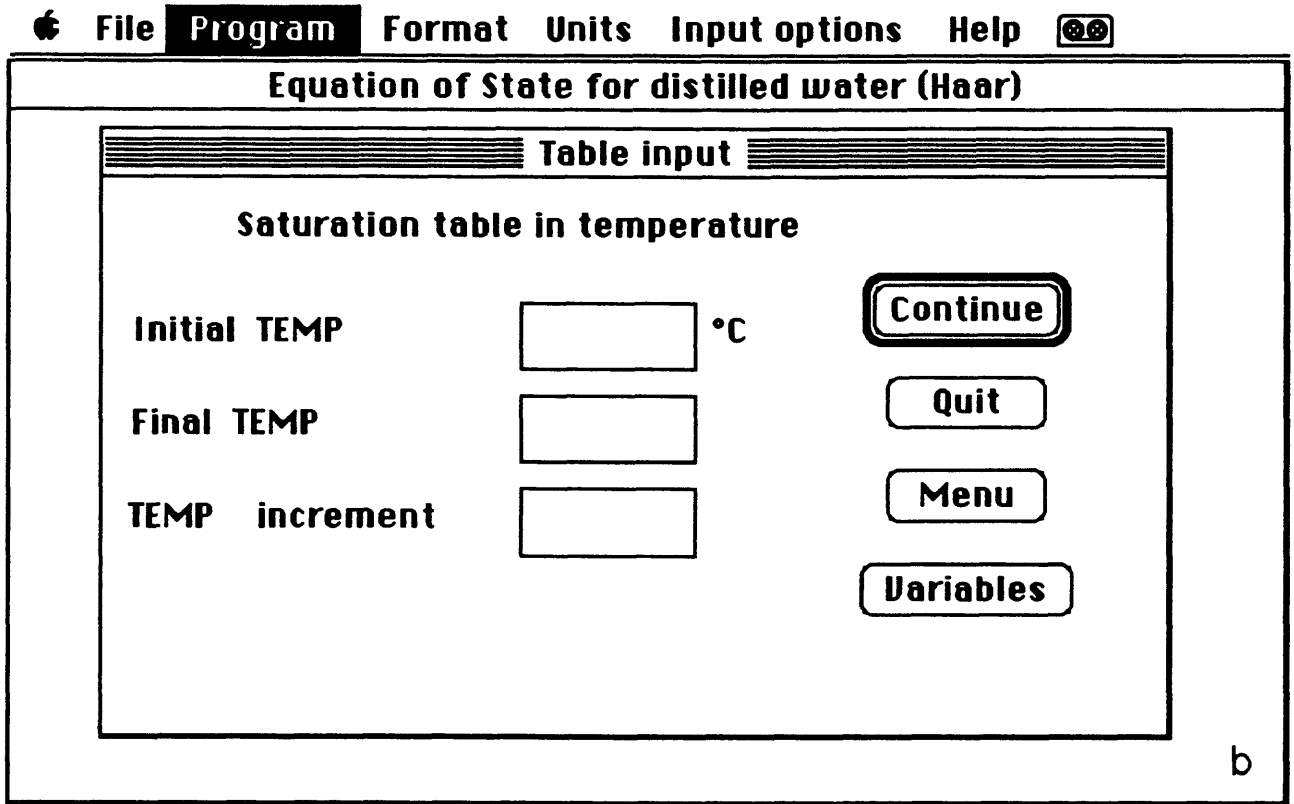 File Program Format Units Input options Help
Equation of State for distilled water (Haar)
Table input
Saturation table in temperature
Initial TEMP °C
Continue
Final TEMP
Quit
TEMP increment
Menu
Variables
b